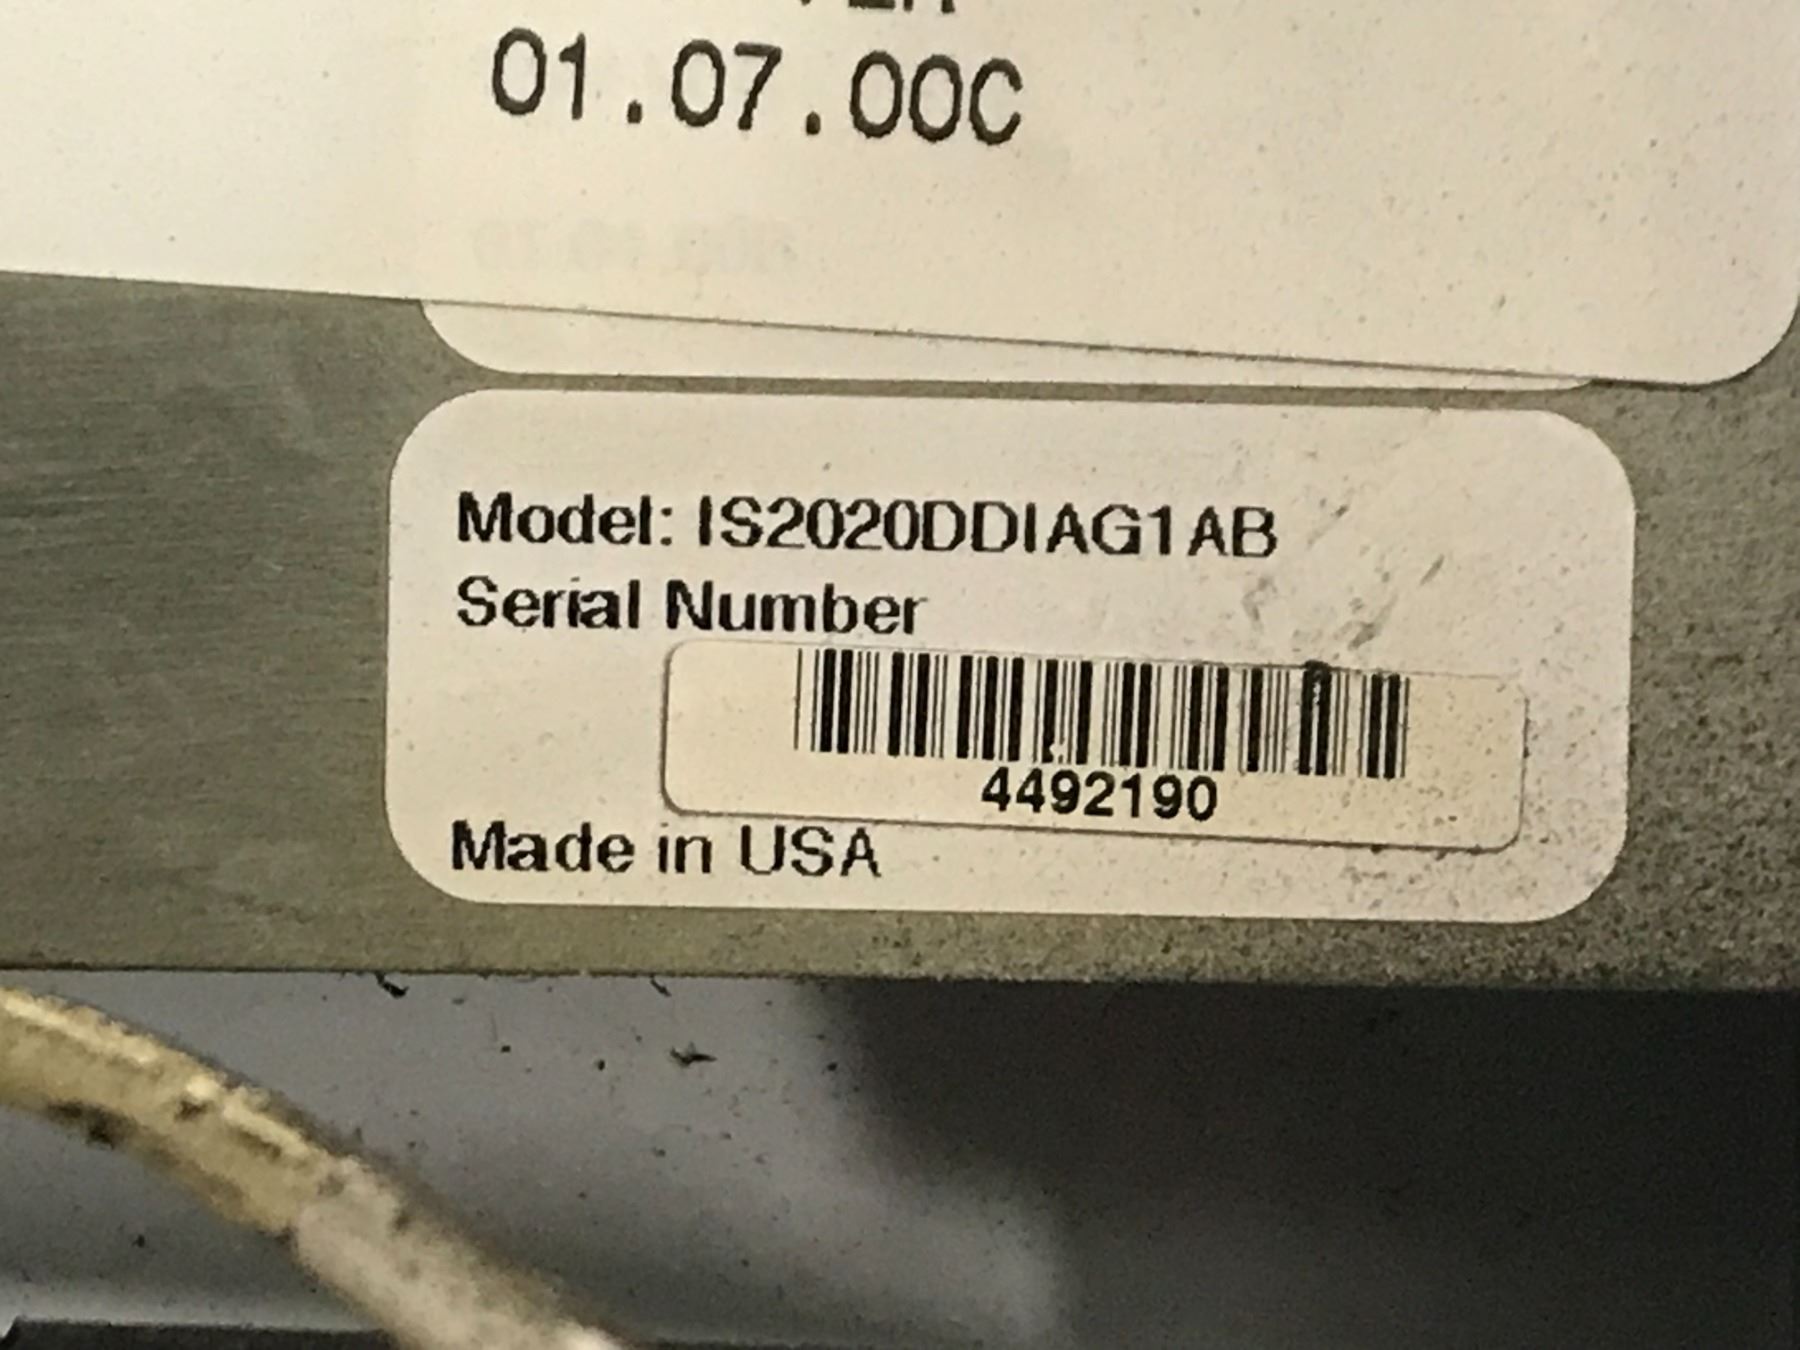 01.07.00C
Model: IS2020DDIAG1AB
Serial Number
4492190
Made in USA